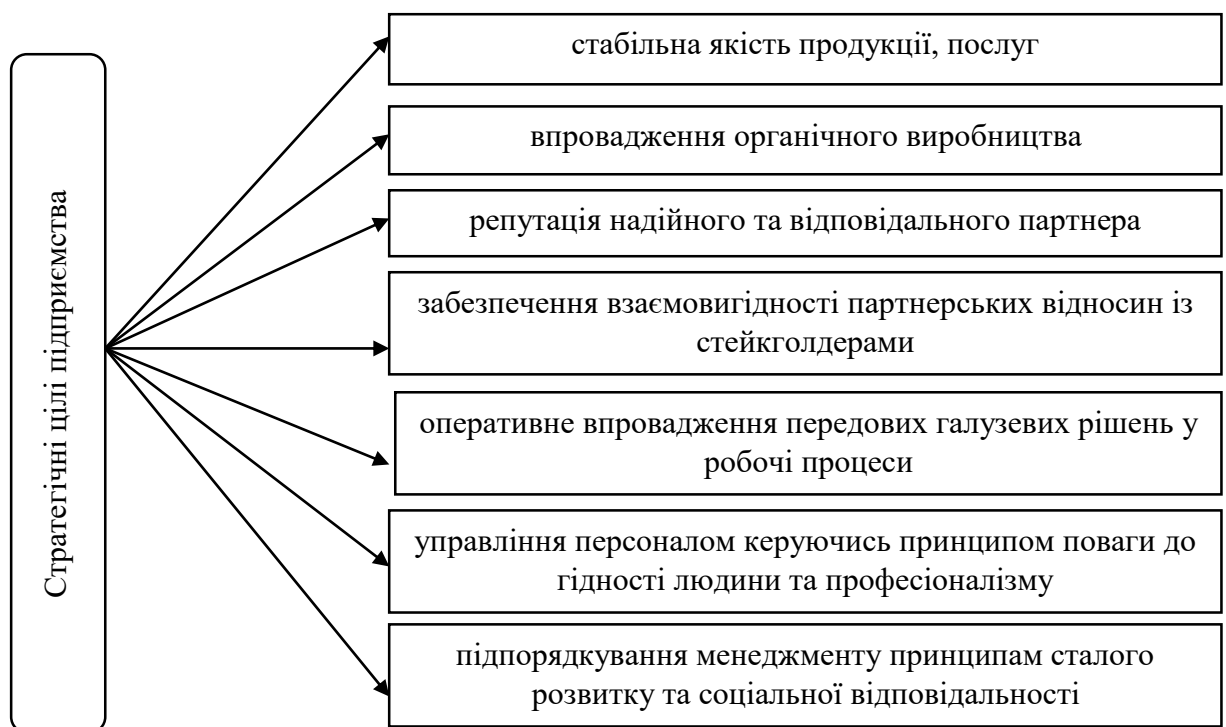 Стратегічні цілі підприємства
стабільна якість продукції, послуг
впровадження органічного виробництва
репутація надійного та відповідального партнера
забезпечення взаємовигідності партнерських відносин із
стейкголдерами
оперативне впровадження передових галузевих рішень у
робочі процеси
управління персоналом керуючись принципом поваги до
гідності людини та професіоналізму
підпорядкування менеджменту принципам сталого
розвитку та соціальної відповідальності